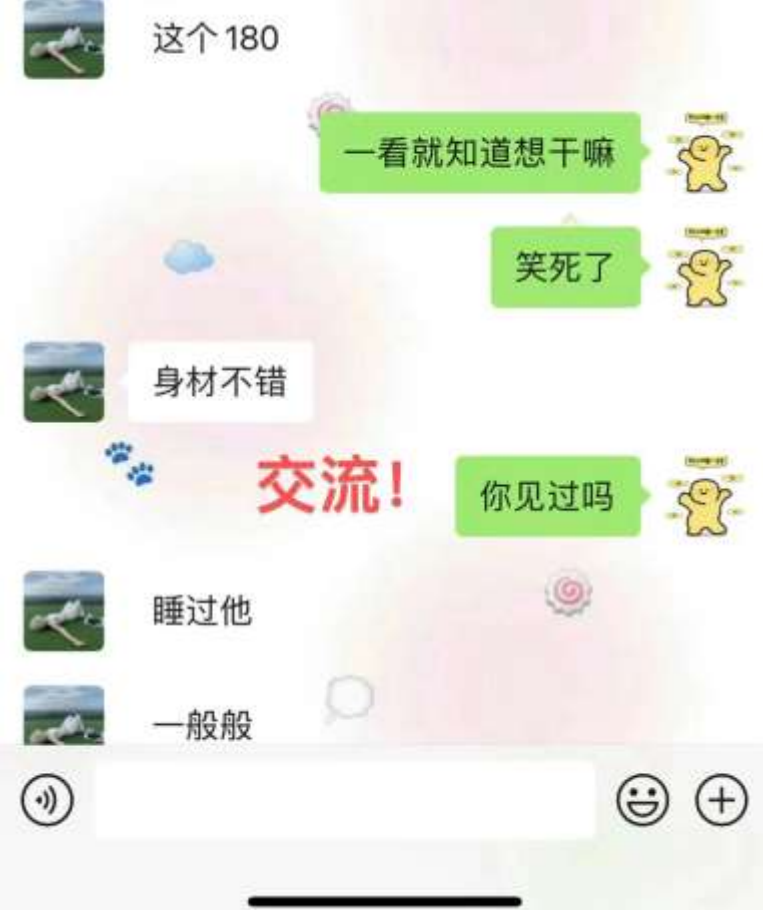 这个180
一看就知道想干嘛
笑死了
身材不错
交流！
你见过吗
睡过他
一般般